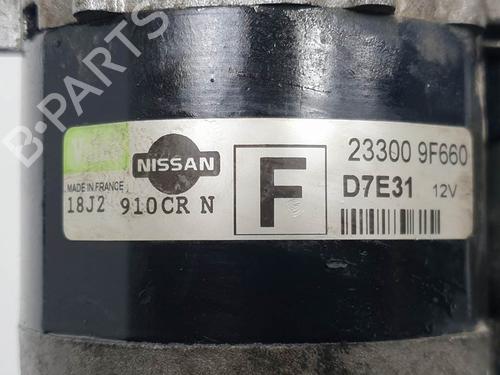 B-PARTS
NISSAN
MADE IN FRANCE
18J2 910CR N
F
23300 9F660
D7E31 12V